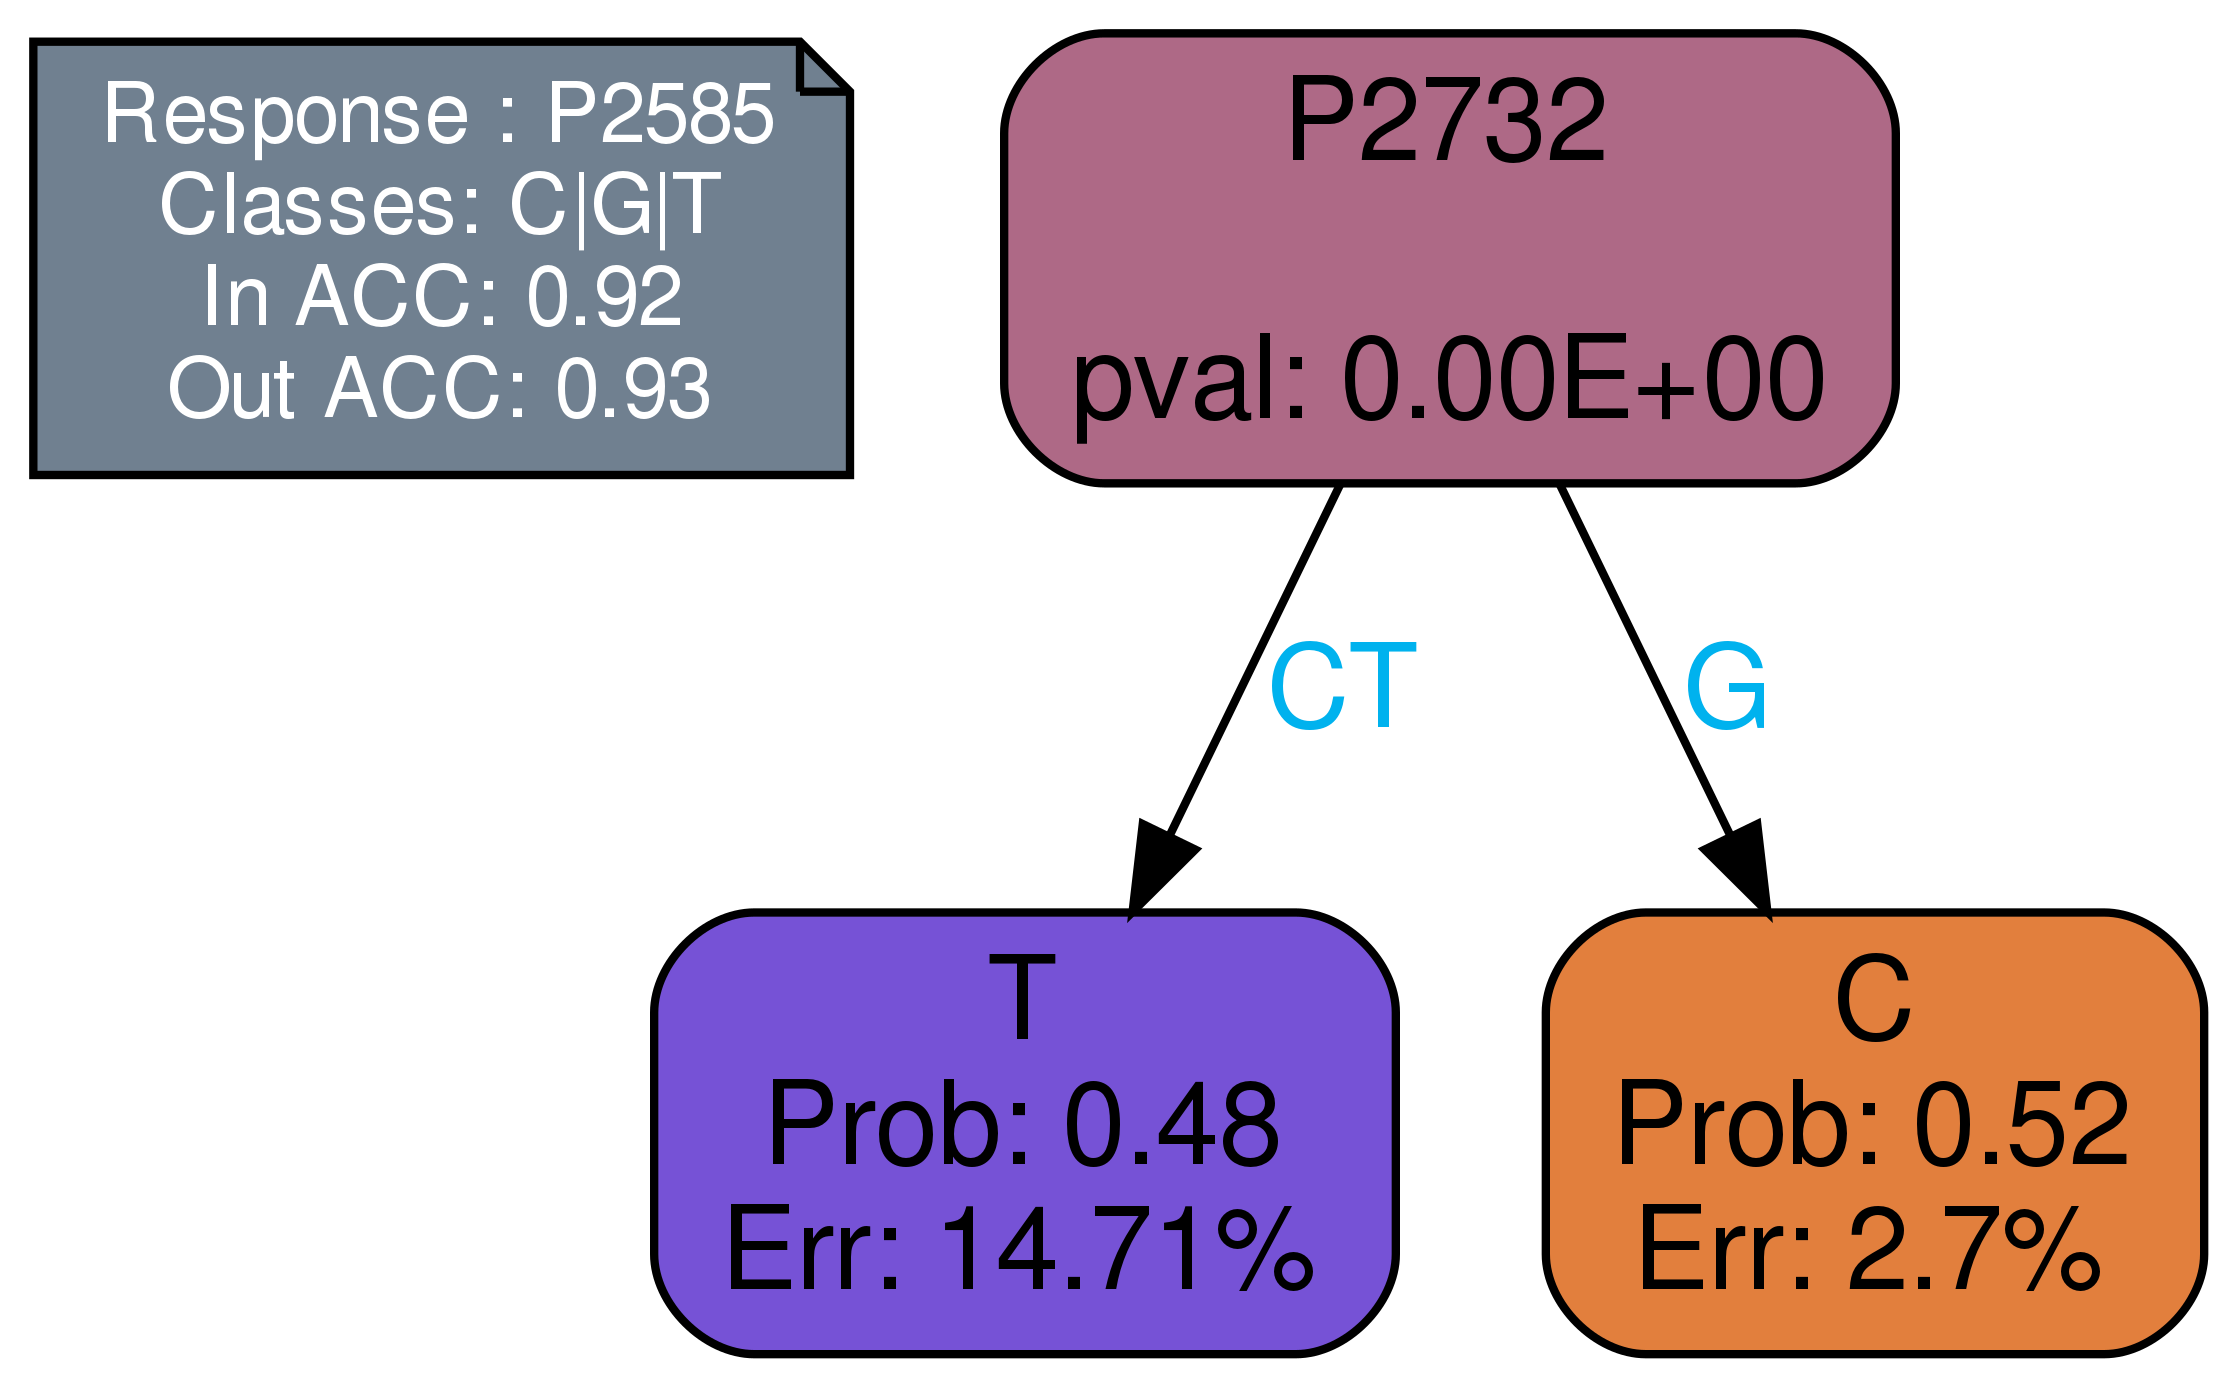 Response : P2585
Classes: C|G|T
In ACC: 0.92
Out ACC: 0.93
P2732
pval: 0.00E+00
CT
G
T
Prob: 0.48
Err: 14.71%
C
Prob: 0.52
Err: 2.7%